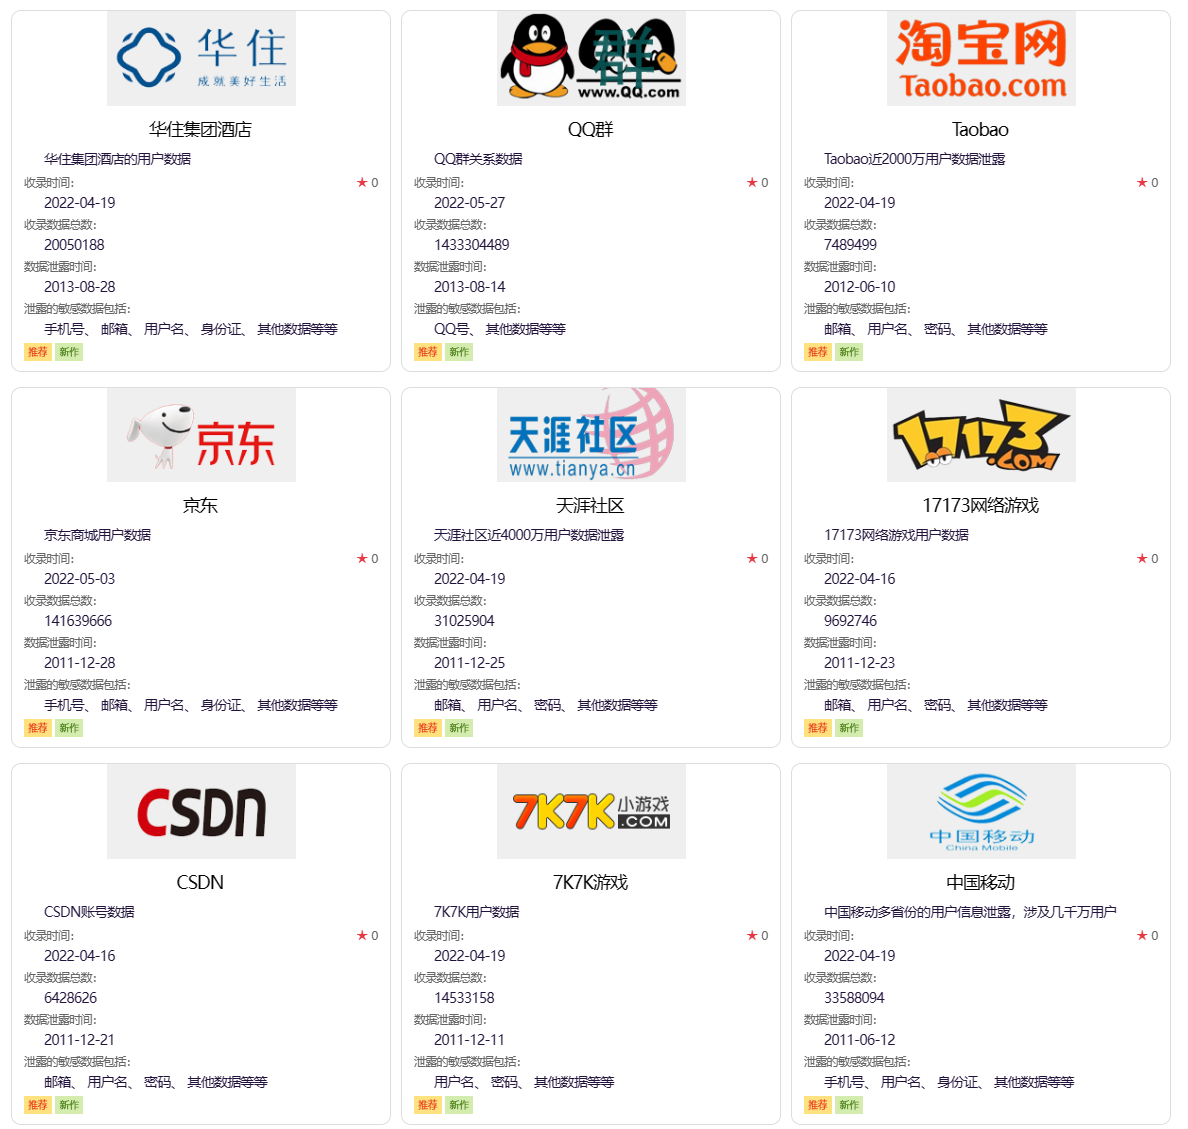 华住
成就美好生活
华住集团酒店
华住集团酒店的用户数据
收录时间:
★ 0
2022-04-19
收录数据总数:
20050188
数据泄露时间:
2013-08-28
泄露的敏感数据包括:
手机号、 邮箱、 用户名、 身份证、 其他数据等等
推荐 新作
群
www.QQ.com
QQ群
QQ群关系数据
收录时间:
★ 0
2022-05-27
收录数据总数:
1433304489
数据泄露时间:
2013-08-14
泄露的敏感数据包括:
QQ号、 其他数据等等
推荐 新作
淘宝网
Taobao.com
Taobao
Taobao近2000万用户数据泄露
收录时间:
★ 0
2022-04-19
收录数据总数:
7489499
数据泄露时间:
2012-06-10
泄露的敏感数据包括:
邮箱、 用户名、 密码、 其他数据等等
推荐 新作
京东
京东
京东商城用户数据
收录时间:
★ 0
2022-05-03
收录数据总数:
141639666
数据泄露时间:
2011-12-28
泄露的敏感数据包括:
手机号、 邮箱、 用户名、 身份证、 其他数据等等
推荐 新作
天涯社区
www.tianya.cn
天涯社区
天涯社区近4000万用户数据泄露
收录时间:
★ 0
2022-04-19
收录数据总数:
31025904
数据泄露时间:
2011-12-25
泄露的敏感数据包括:
邮箱、 用户名、 密码、 其他数据等等
推荐 新作
17173
.COM
17173网络游戏
17173网络游戏用户数据
收录时间:
★ 0
2022-04-16
收录数据总数:
9692746
数据泄露时间:
2011-12-23
泄露的敏感数据包括:
邮箱、 用户名、 密码、 其他数据等等
推荐 新作
CSDN
CSDN
CSDN账号数据
收录时间:
★ 0
2022-04-16
收录数据总数:
6428626
数据泄露时间:
2011-12-21
泄露的敏感数据包括:
邮箱、 用户名、 密码、 其他数据等等
推荐 新作
7K7K小游戏
.COM
7K7K游戏
7K7K用户数据
收录时间:
★ 0
2022-04-19
收录数据总数:
14533158
数据泄露时间:
2011-12-11
泄露的敏感数据包括:
用户名、 密码、 其他数据等等
推荐 新作
中国移动
China Mobile
中国移动
中国移动多省份的用户信息泄露，涉及几千万用户
收录时间:
★ 0
2022-04-19
收录数据总数:
33588094
数据泄露时间:
2011-06-12
泄露的敏感数据包括:
手机号、 用户名、 身份证、 其他数据等等
推荐 新作